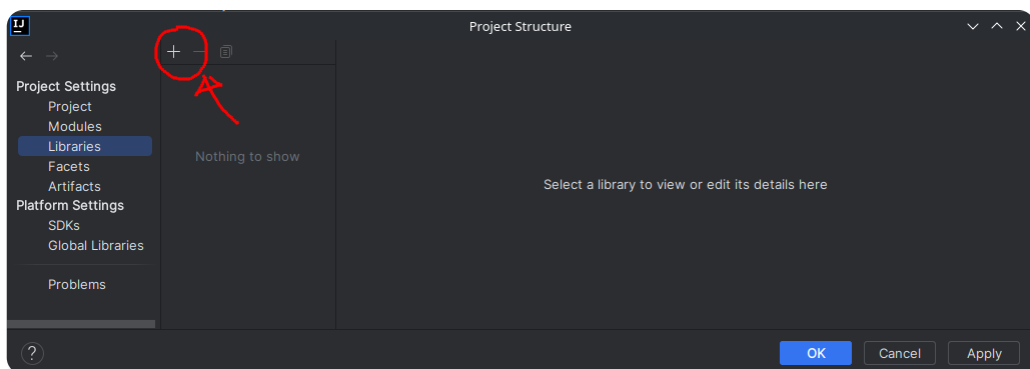 IJ
Project Structure
Project Settings
Project
Modules
Libraries
Facets
Artifacts
Platform Settings
SDKs
Global Libraries
Problems
Nothing to show
Select a library to view or edit its details here
?
OK
Cancel
Apply